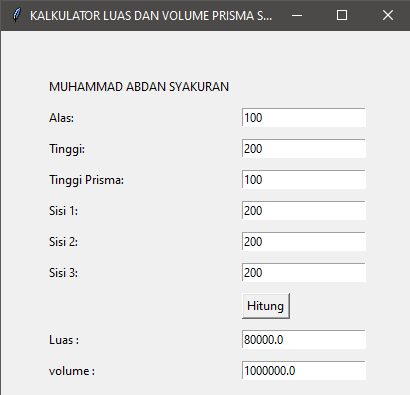 KALKULATOR LUAS DAN VOLUME PRISMA S...
MUHAMMAD ABDAN SYAKURAN
Alas: 100
Tinggi: 200
Tinggi Prisma: 100
Sisi 1: 200
Sisi 2: 200
Sisi 3: 200
Hitung
Luas : 80000.0
volume : 1000000.0